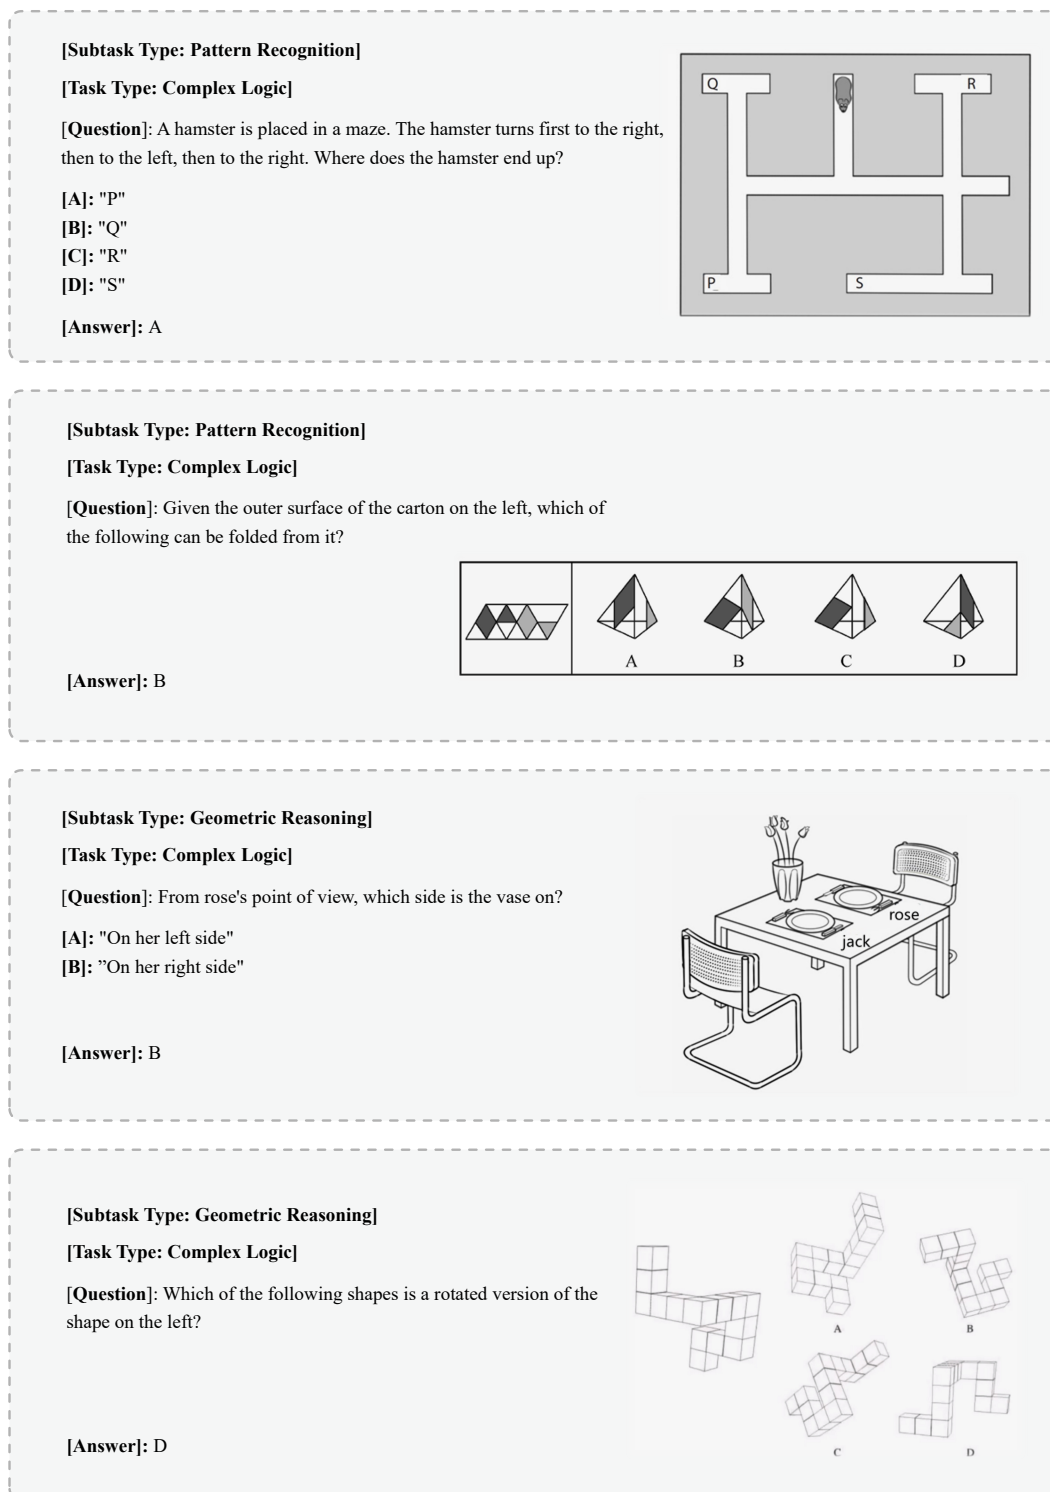 [Subtask Type: Pattern Recognition]
[Task Type: Complex Logic]
[Question]: A hamster is placed in a maze. The hamster turns first to the right,
then to the left, then to the right. Where does the hamster end up?
[A]: "P"
[B]: "Q"
[C]: "R"
[D]: "S"
[Answer]: A
Q
R
P
S
[Subtask Type: Pattern Recognition]
[Task Type: Complex Logic]
[Question]: Given the outer surface of the carton on the left, which of
the following can be folded from it?
A
B
C
D
[Answer]: B
[Subtask Type: Geometric Reasoning]
[Task Type: Complex Logic]
[Question]: From rose's point of view, which side is the vase on?
[A]: "On her left side"
[B]: ”On her right side"
rose
jack
[Answer]: B
[Subtask Type: Geometric Reasoning]
[Task Type: Complex Logic]
[Question]: Which of the following shapes is a rotated version of the
shape on the left?
A
B
C
D
[Answer]: D